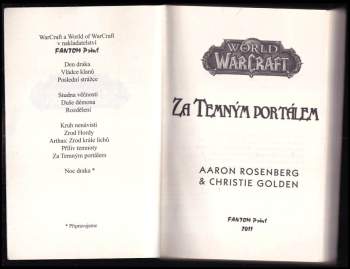 WarCraft a World of WarCraft
v nakladatelství
FANTOM Print
Den draka
Vládce klanů
Poslední strážce
Studna věčnosti
Duše démona
Rozdělení
Kruh nenávisti
Zrod Hordy
Arthas: Zrod krále lichů
Příliv temnoty
Za Temným portálem
Noc draka *
* Připravujeme
WORLD
OF
WARCRAFT
ZA TEMNÝM PORTÁLEM
AARON ROSENBERG
& CHRISTIE GOLDEN
FANTOM Print
2011